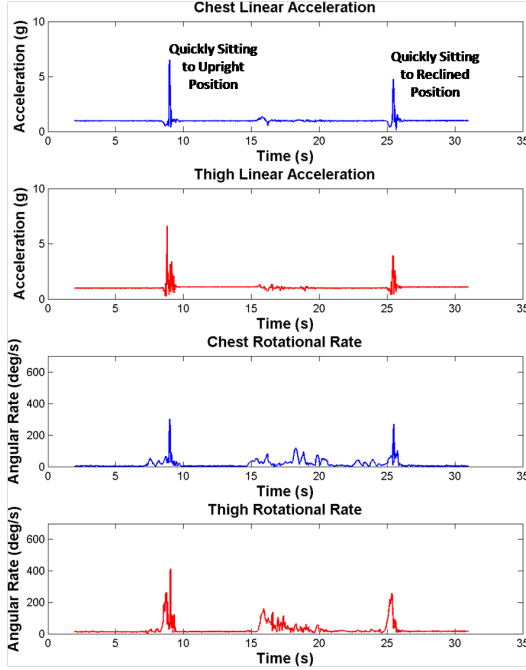 Chest Linear Acceleration
Acceleration (g)
10
5
0
Quickly Sitting
to Upright
Position
Quickly Sitting
to Reclined
Position
0 5 10 15 20 25 30 35
Time (s)
Thigh Linear Acceleration
Acceleration (g)
10
5
0
0 5 10 15 20 25 30 35
Time (s)
Chest Rotational Rate
Angular Rate (deg/s)
600
400
200
0
0 5 10 15 20 25 30 35
Time (s)
Thigh Rotational Rate
Angular Rate (deg/s)
600
400
200
0
0 5 10 15 20 25 30 35
Time (s)